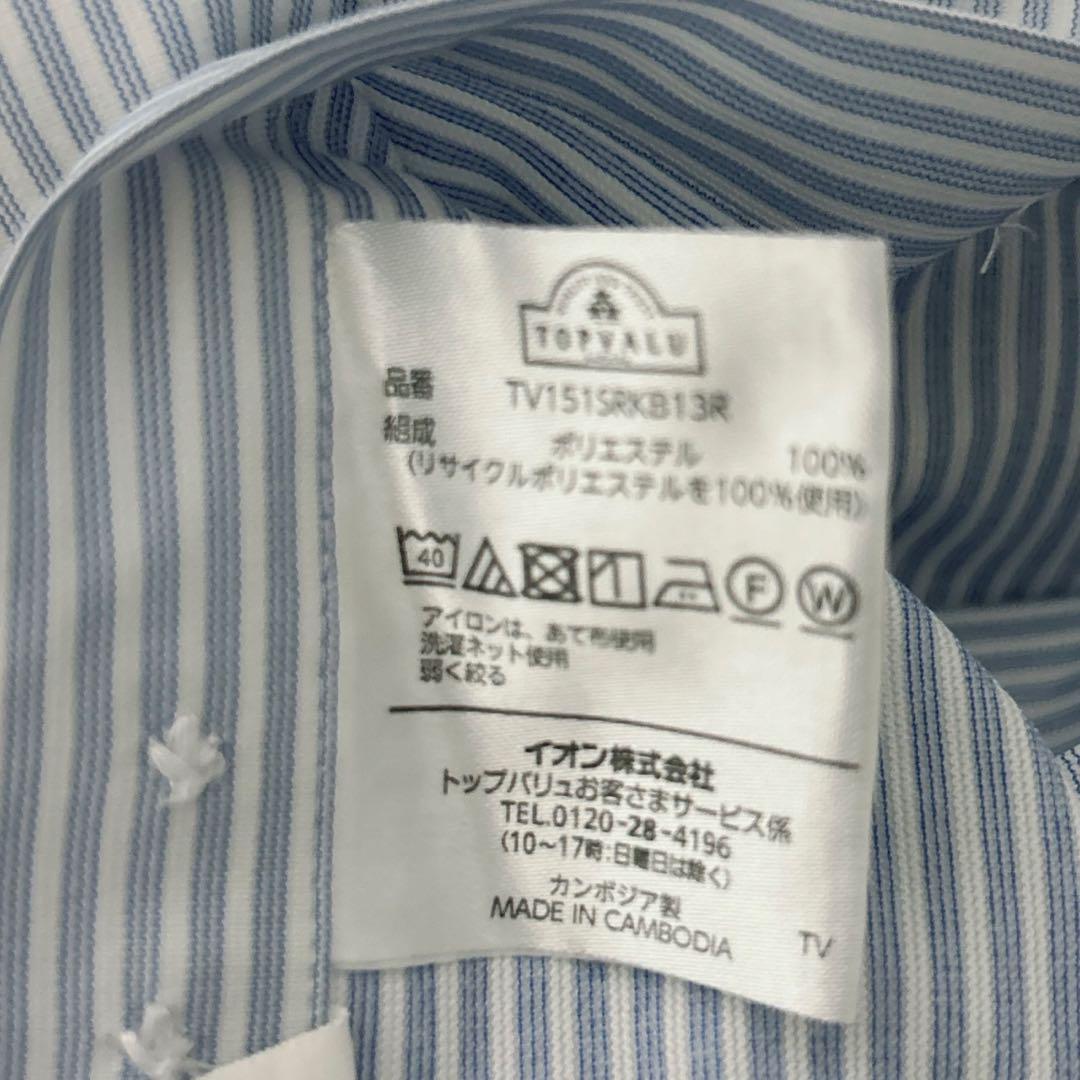 TOPVALU
品番 TV151SRKB13R
組成 ポリエステル 100%
(リサイクルポリエステルを100%使用)
40
F W
アイロンは、あて布使用
洗濯ネット使用
弱く絞る
イオン株式会社
トップバリュお客さまサービス係
TEL.0120-28-4196
(10~17時:日曜日は除く)
カンボジア製
MADE IN CAMBODIA TV